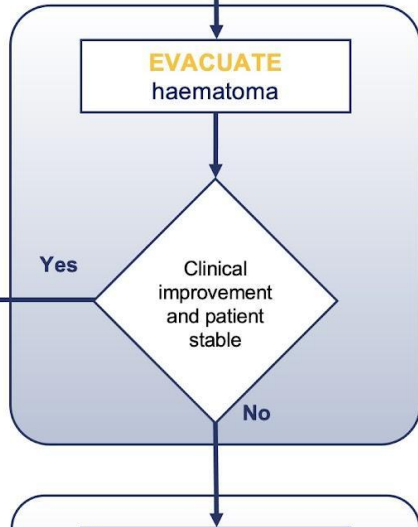 EVACUATE
haematoma
Yes
Clinical
improvement
and patient
stable
No